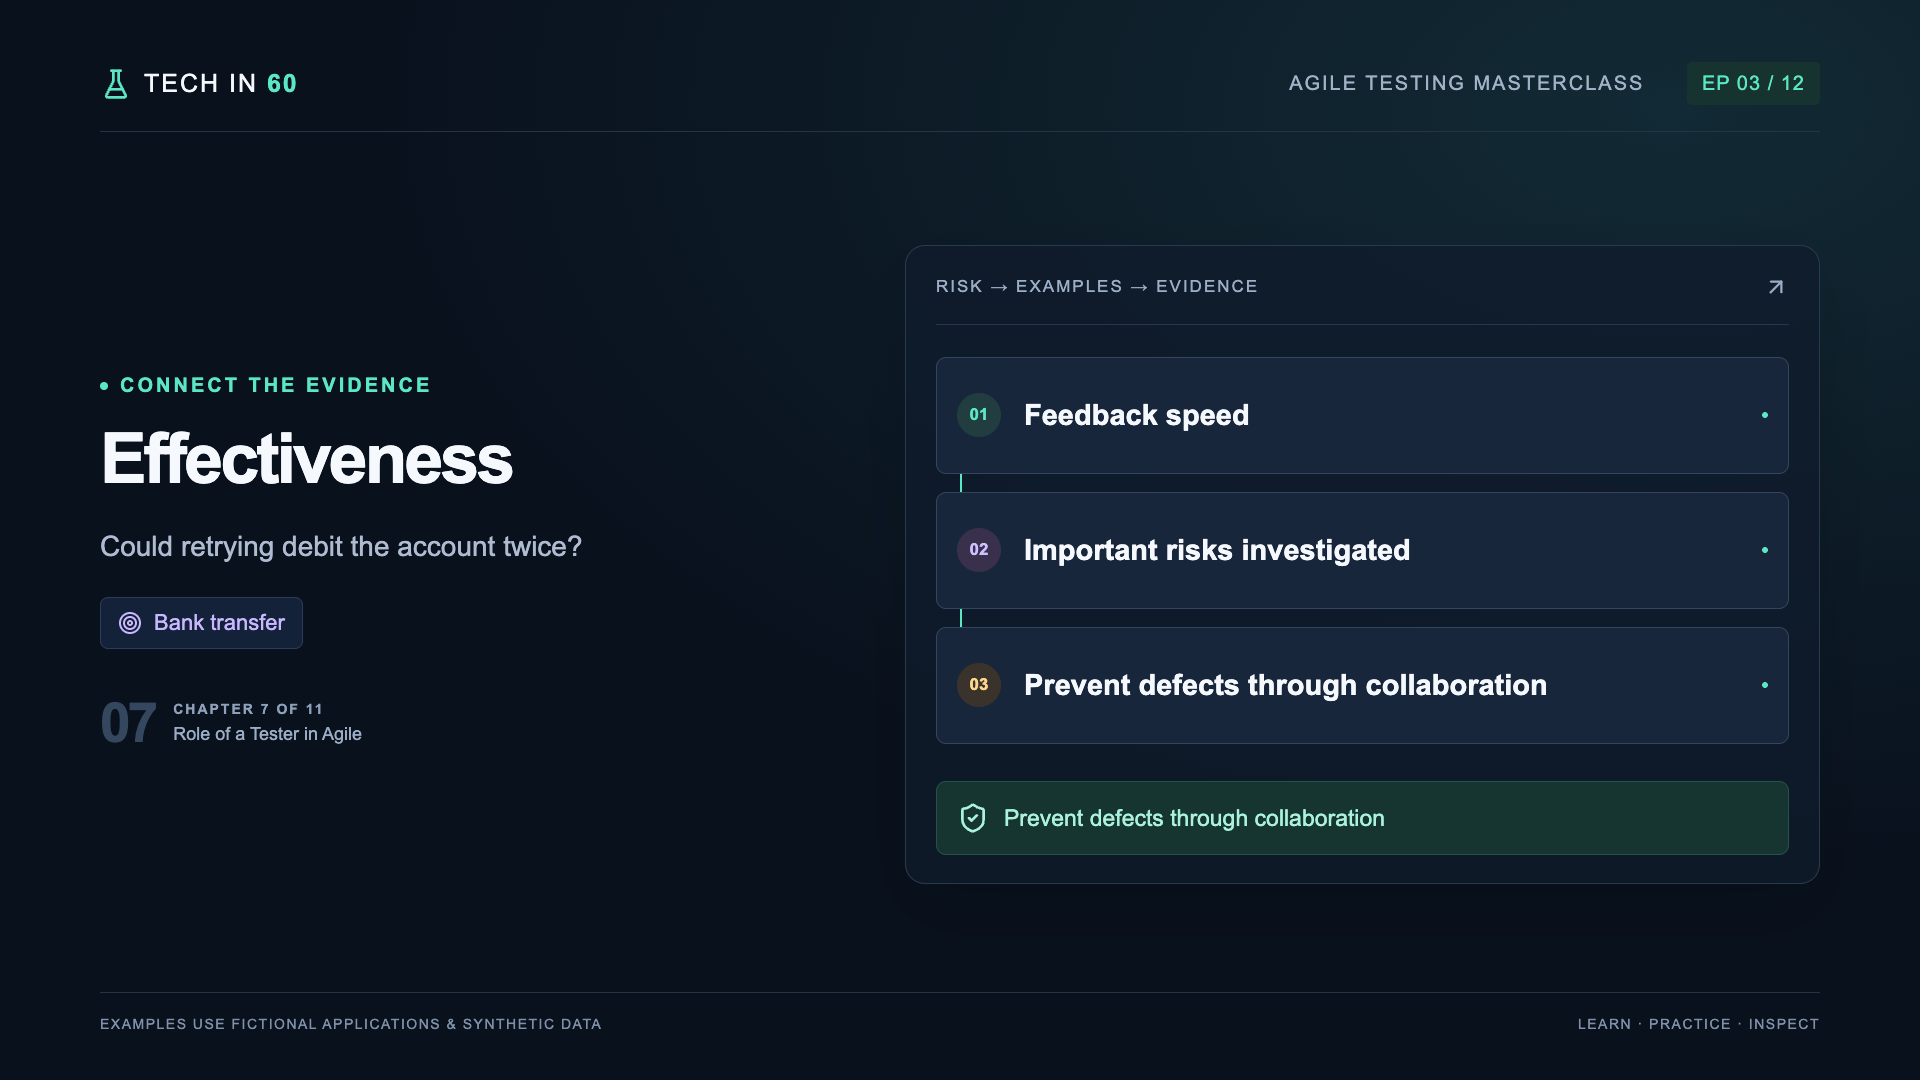 TECH IN 60
AGILE TESTING MASTERCLASS
EP 03 / 12
CONNECT THE EVIDENCE
Effectiveness
Could retrying debit the account twice?
Bank transfer
07
CHAPTER 7 OF 11
Role of a Tester in Agile
RISK → EXAMPLES → EVIDENCE
01 Feedback speed
02 Important risks investigated
03 Prevent defects through collaboration
Prevent defects through collaboration
EXAMPLES USE FICTIONAL APPLICATIONS & SYNTHETIC DATA
LEARN · PRACTICE · INSPECT